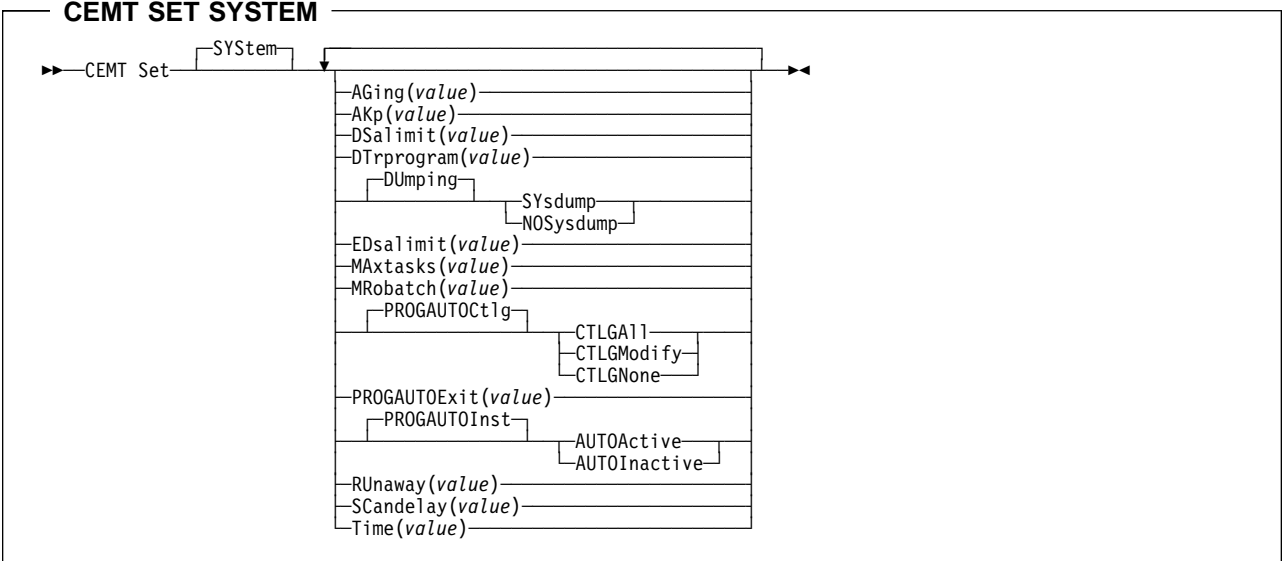 CEMT SET SYSTEM
SYStem
CEMT Set
AGing(value)
AKp(value)
DSalimit(value)
DTrprogram(value)
DUmping
SYsdump
NOSysdump
EDsalimit(value)
MAxtasks(value)
MRobatch(value)
PROGAUTOCtlg
CTLGAll
CTLGModify
CTLGNone
PROGAUTOExit(value)
PROGAUTOInst
AUTOActive
AUTOInactive
RUnaway(value)
SCandelay(value)
Time(value)